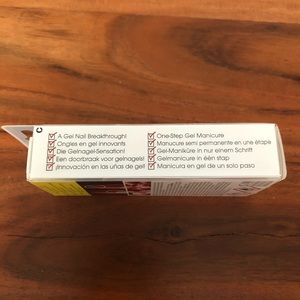 A Gel Nail Breakthrough!
Ongles en gel innovants
Die Gelnagel-Sensation!
Een doorbraak voor gelnagels!
¡Innovación en las uñas de gel!
One-Step Gel Manicure
Manucure semi permanente en une étape
Gel-Maniküre in nur einem Schritt
Gelmanicure in één stap
Manicura en gel de un solo paso